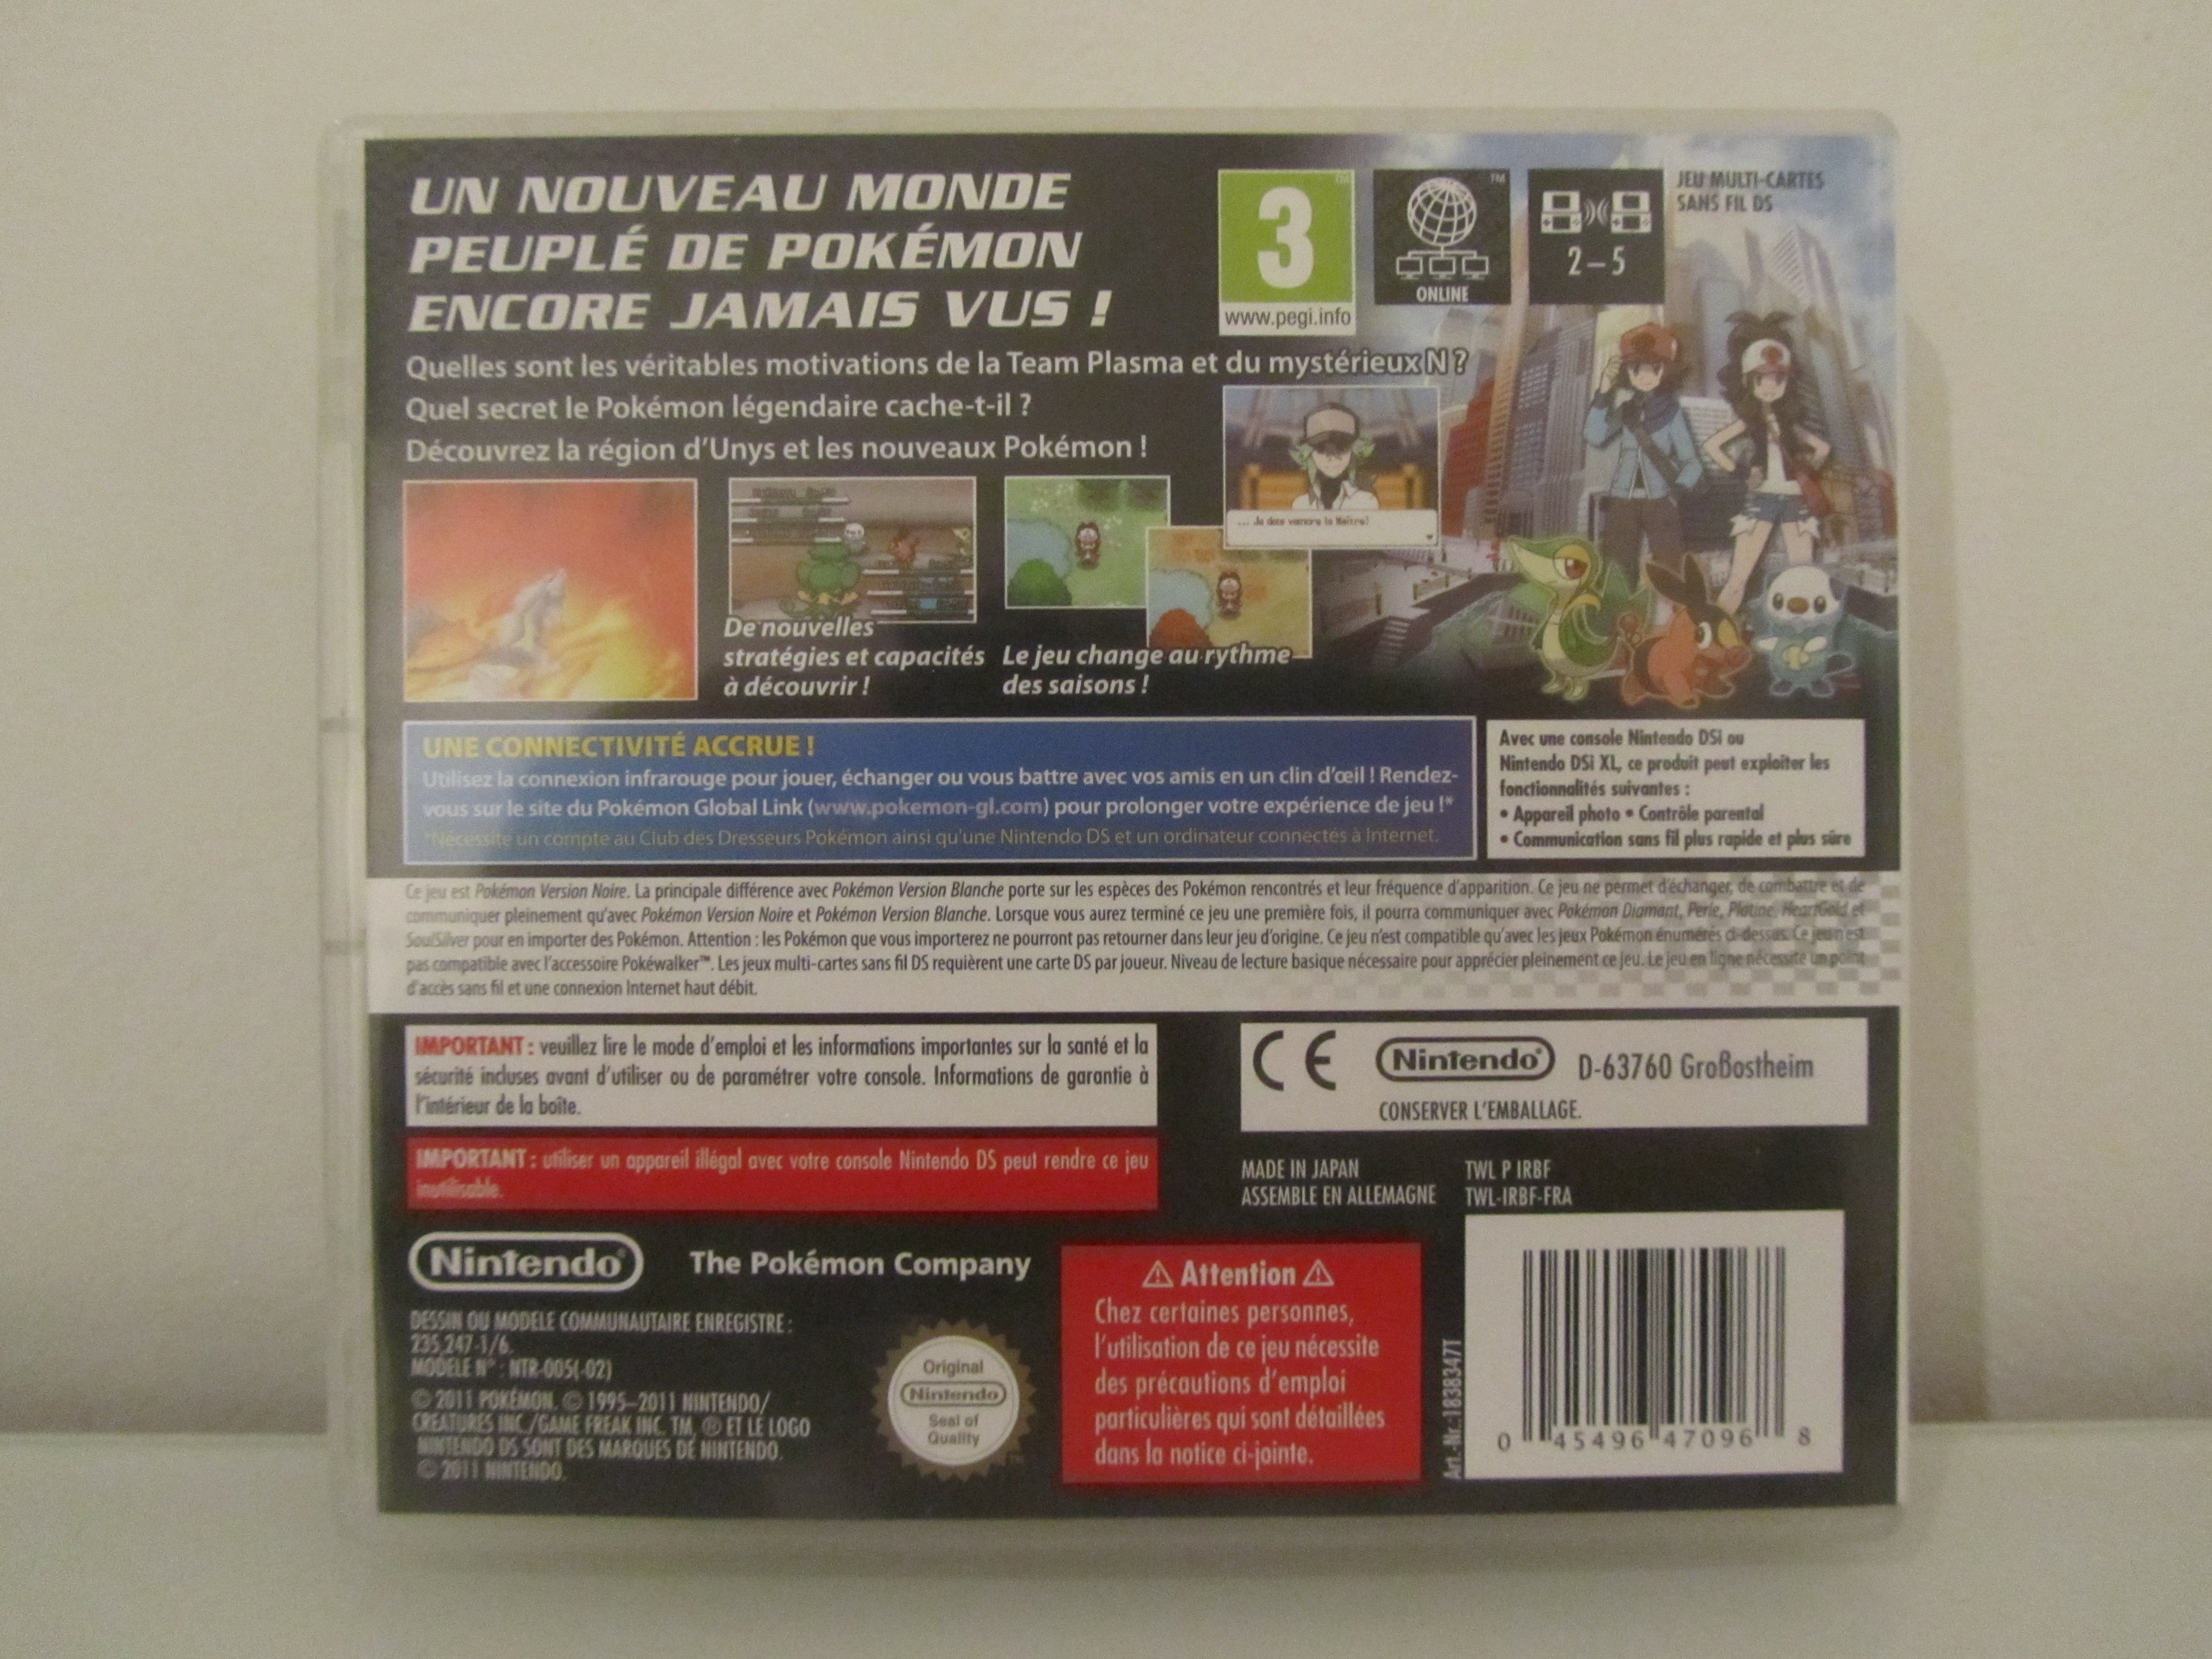 UN NOUVEAU MONDE
PEUPLÉ DE POKÉMON
ENCORE JAMAIS VUS !
3
www.pegi.info
ONLINE
2–5
JEU MULTI-CARTES
SANS FIL DS
Quelles sont les véritables motivations de la Team Plasma et du mystérieux N ?
Quel secret le Pokémon légendaire cache-t-il ?
Découvrez la région d'Unys et les nouveaux Pokémon !
... Je dois vaincre le Maître!
De nouvelles
stratégies et capacités
à découvrir !
Le jeu change au rythme
des saisons !
UNE CONNECTIVITÉ ACCRUE !
Utilisez la connexion infrarouge pour jouer, échanger ou vous battre avec vos amis en un clin d'œil ! Rendez-
vous sur le site du Pokémon Global Link (www.pokemon-gl.com) pour prolonger votre expérience de jeu !*
*Nécessite un compte au Club des Dresseurs Pokémon ainsi qu'une Nintendo DS et un ordinateur connectés à Internet.
Avec une console Nintendo DSi ou
Nintendo DSi XL, ce produit peut exploiter les
fonctionnalités suivantes :
• Appareil photo • Contrôle parental
• Communication sans fil plus rapide et plus sûre
Ce jeu est Pokémon Version Noire. La principale différence avec Pokémon Version Blanche porte sur les espèces des Pokémon rencontrés et leur fréquence d'apparition. Ce jeu ne permet d'échanger, de combattre et de
communiquer pleinement qu'avec Pokémon Version Noire et Pokémon Version Blanche. Lorsque vous aurez terminé ce jeu une première fois, il pourra communiquer avec Pokémon Diamant, Perle, Platine, HeartGold et
SoulSilver pour en importer des Pokémon. Attention : les Pokémon que vous importerez ne pourront pas retourner dans leur jeu d'origine. Ce jeu n'est compatible qu'avec les jeux Pokémon énumérés ci-dessus. Ce jeu n'est
pas compatible avec l'accessoire Pokéwalker™. Les jeux multi-cartes sans fil DS requièrent une carte DS par joueur. Niveau de lecture basique nécessaire pour apprécier pleinement ce jeu. Le jeu en ligne nécessite un point
d'accès sans fil et une connexion Internet haut débit.
IMPORTANT : veuillez lire le mode d'emploi et les informations importantes sur la santé et la
sécurité incluses avant d'utiliser ou de paramétrer votre console. Informations de garantie à
l'intérieur de la boîte.
IMPORTANT : utiliser un appareil illégal avec votre console Nintendo DS peut rendre ce jeu
inutilisable.
CE Nintendo® D-63760 Großostheim
CONSERVER L'EMBALLAGE.
MADE IN JAPAN
ASSEMBLE EN ALLEMAGNE
TWL P IRBF
TWL-IRBF-FRA
Nintendo®
The Pokémon Company
DESSIN OU MODELE COMMUNAUTAIRE ENREGISTRE :
235.247-1/6.
MODELE N° : NTR-005(-02)
© 2011 POKÉMON. © 1995–2011 NINTENDO/
CREATURES INC./GAME FREAK INC. TM, ® ET LE LOGO
NINTENDO DS SONT DES MARQUES DE NINTENDO.
© 2011 NINTENDO.
Original
Nintendo
Seal of
Quality
⚠ Attention ⚠
Chez certaines personnes,
l'utilisation de ce jeu nécessite
des précautions d'emploi
particulières qui sont détaillées
dans la notice ci-jointe.
Art.-Nr.:1838347T
0 45496 47096 8